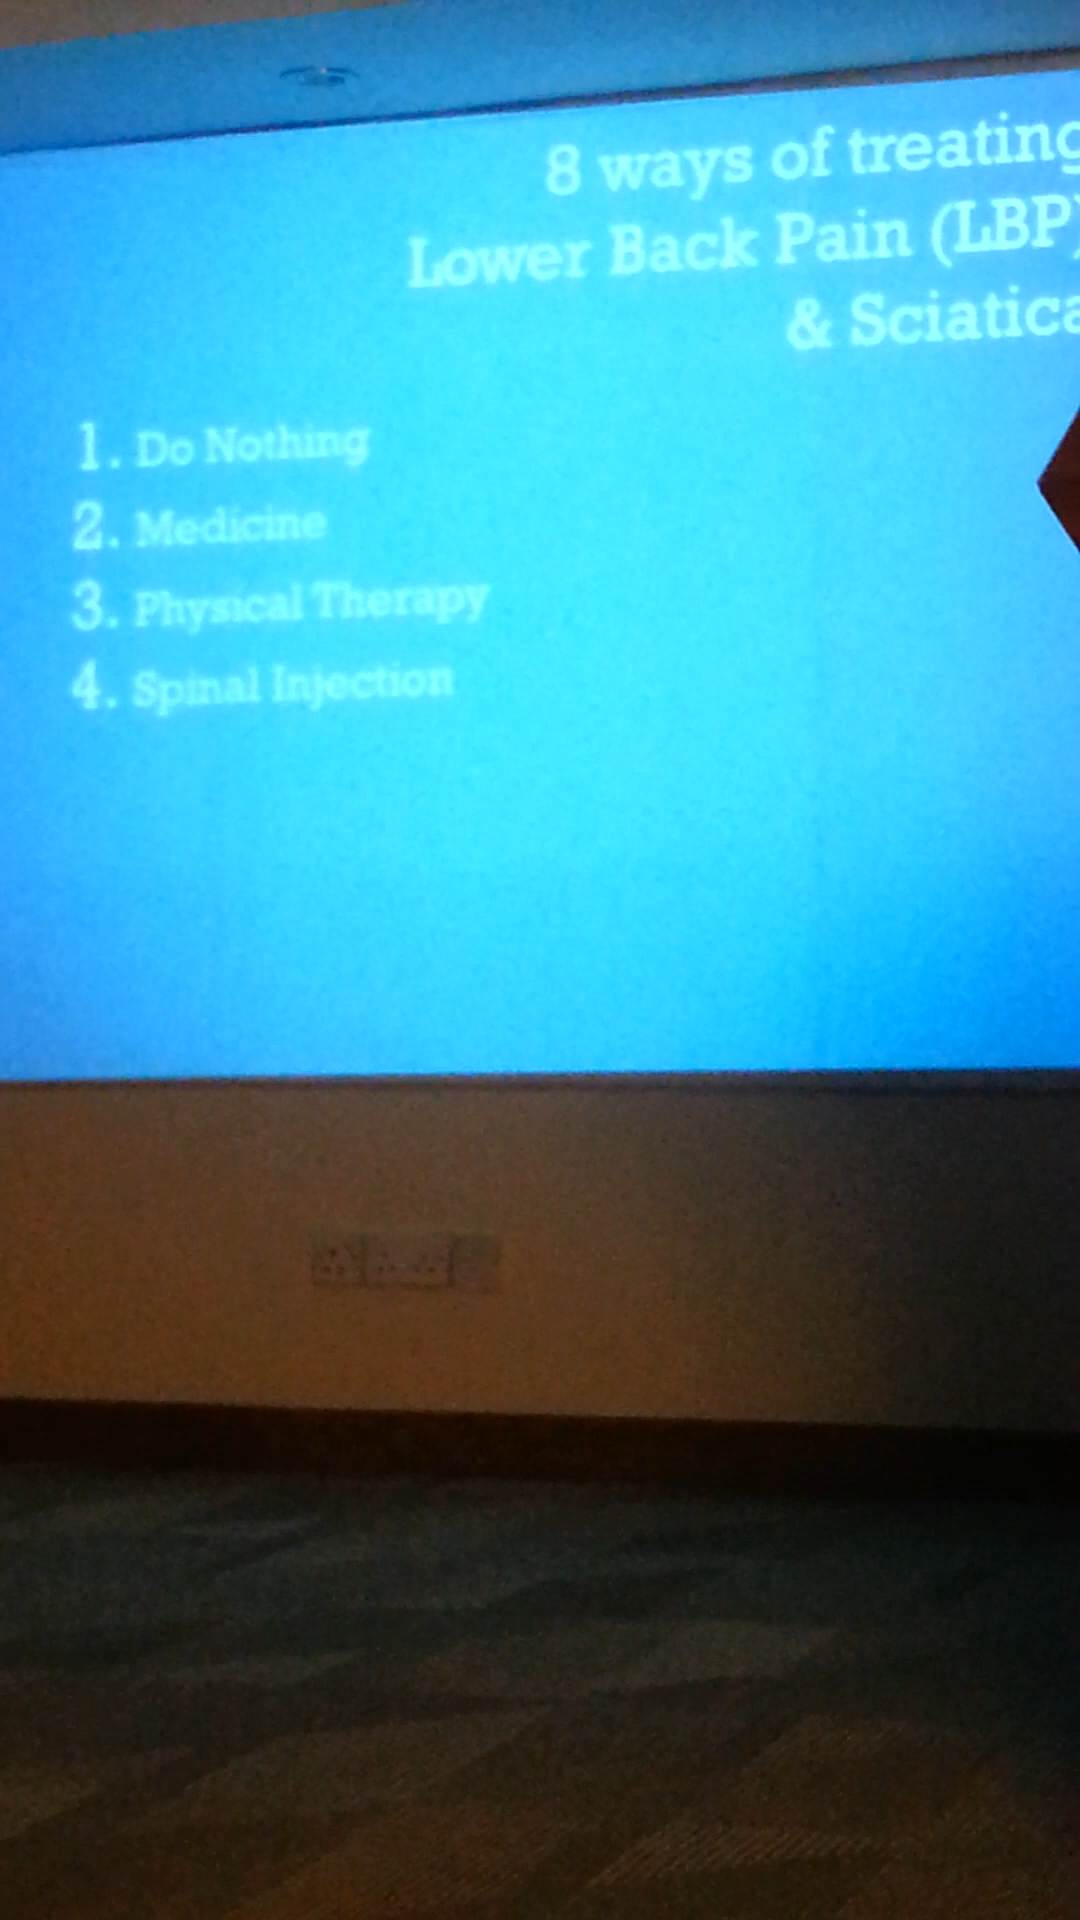 8 ways of treating
Lower Back Pain (LBP)
& Sciatica
1. Do Nothing
2. Medicine
3. Physical Therapy
4. Spinal Injection